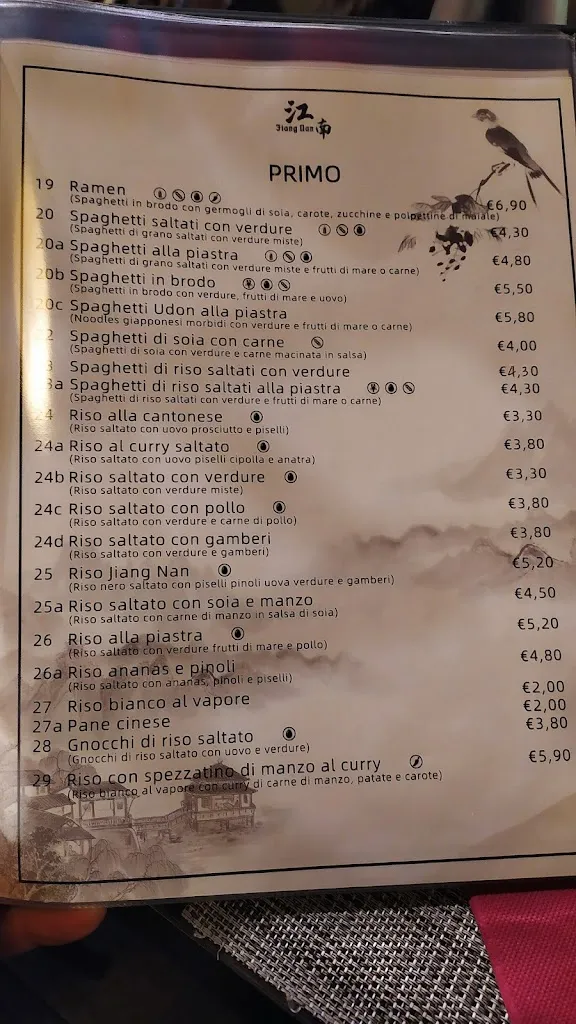 江南
Jiang Nan
PRIMO
19 Ramen €6,90
(Spaghetti in brodo con germogli di soia, carote, zucchine e polpettine di maiale)
20 Spaghetti saltati con verdure €4,30
(Spaghetti di grano saltati con verdure miste)
20a Spaghetti alla piastra €4,80
(Spaghetti di grano saltati con verdure miste e frutti di mare o carne)
20b Spaghetti in brodo €5,50
(Spaghetti in brodo con verdure, frutti di mare e uovo)
20c Spaghetti Udon alla piastra €5,80
(Noodles giapponesi morbidi con verdure e frutti di mare o carne)
2 Spaghetti di soia con carne €4,00
(Spaghetti di soia con verdure e carne macinata in salsa)
3 Spaghetti di riso saltati con verdure €4,30
3a Spaghetti di riso saltati alla piastra €4,30
(Spaghetti di riso saltati con verdure e frutti di mare o carne)
24 Riso alla cantonese €3,30
(Riso saltato con uovo prosciutto e piselli)
24a Riso al curry saltato €3,80
(Riso saltato con uovo piselli cipolla e anatra)
24b Riso saltato con verdure €3,30
(Riso saltato con verdure miste)
24c Riso saltato con pollo €3,80
(Riso saltato con verdure e carne di pollo)
24d Riso saltato con gamberi €3,80
(Riso saltato con verdure e gamberi)
25 Riso Jiang Nan €5,20
(Riso nero saltato con piselli pinoli uova verdure e gamberi)
25a Riso saltato con soia e manzo €4,50
(Riso saltato con carne di manzo in salsa di soia)
26 Riso alla piastra €5,20
(Riso saltato con verdure frutti di mare e pollo)
26a Riso ananas e pinoli €4,80
(Riso saltato con ananas, pinoli e piselli)
27 Riso bianco al vapore €2,00
27a Pane cinese €2,00
28 Gnocchi di riso saltato €3,80
(Gnocchi di riso saltato con uovo e verdure)
29 Riso con spezzatino di manzo al curry €5,90
(Riso bianco al vapore con curry di carne di manzo, patate e carote)